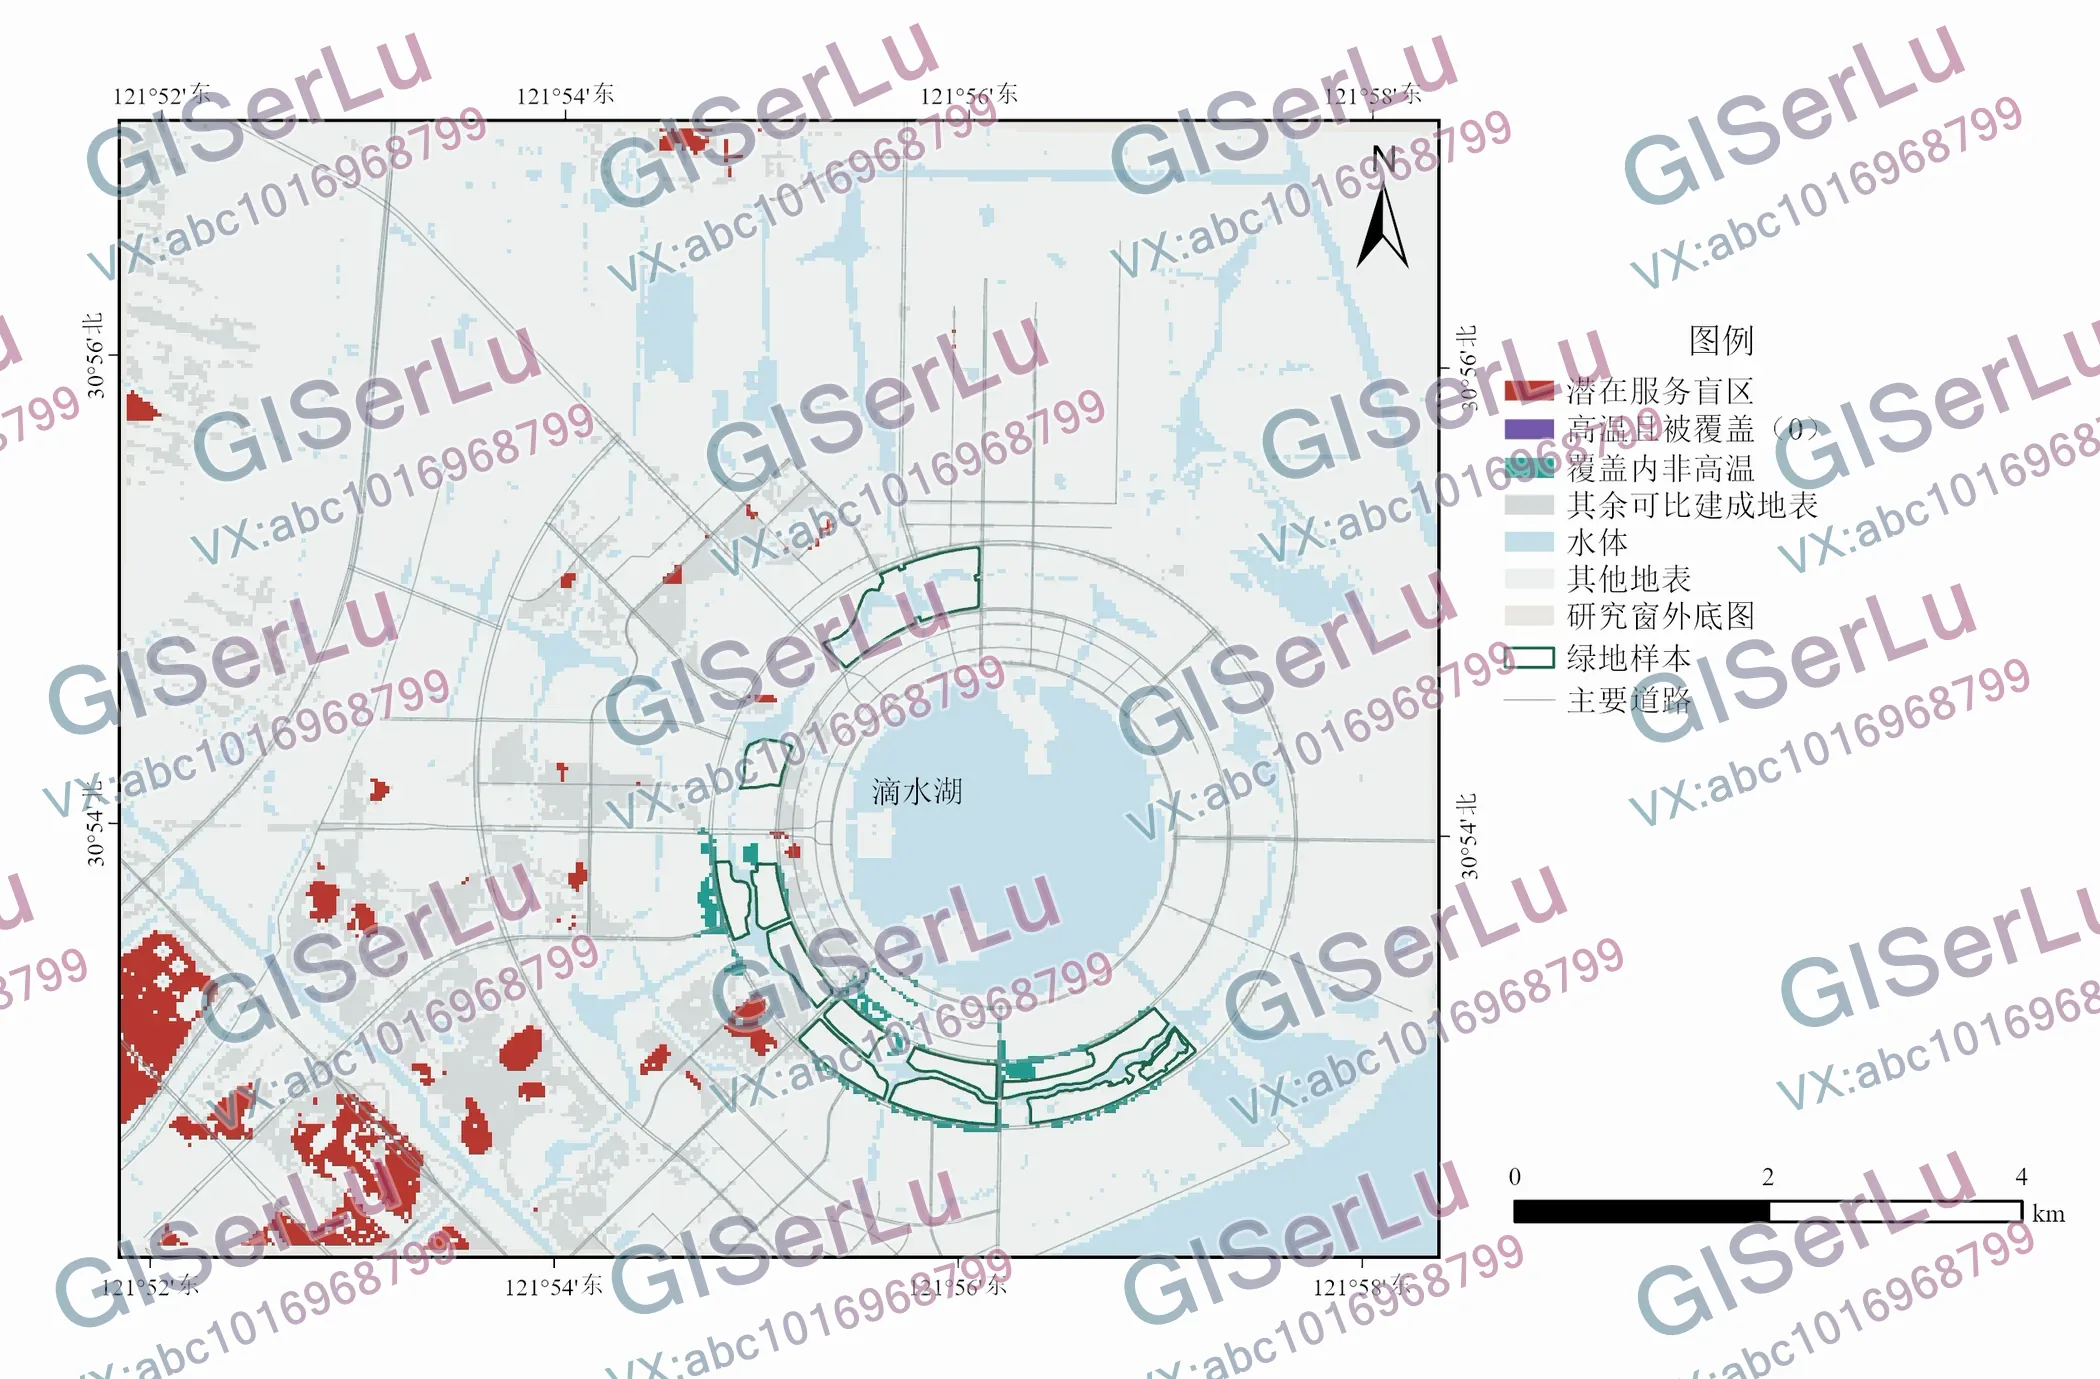 121°52'东 121°54'东 121°56'东 121°58'东
N
30°56'北
30°54'北
30°56'北
30°54'北
滴水湖
121°52'东 121°54'东 121°56'东 121°58'东
图例
潜在服务盲区
高温且被覆盖（0）
覆盖内非高温
其余可比建成地表
水体
其他地表
研究窗外底图
绿地样本
主要道路
0 2 4
km
GISerLu
VX:abc1016968799